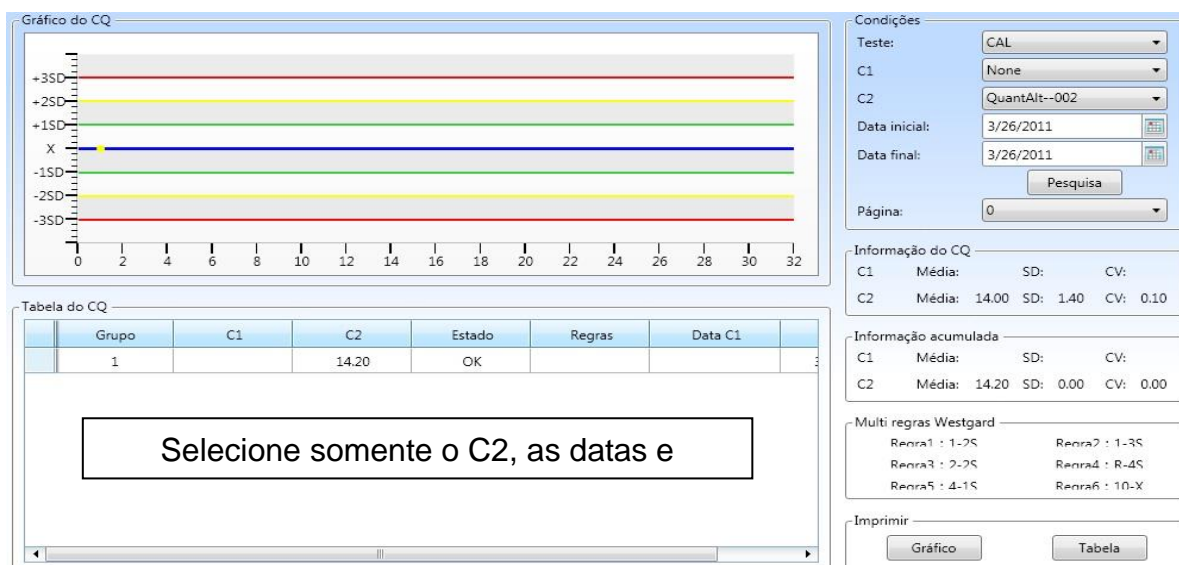 Gráfico do CQ
+3SD
+2SD
+1SD
X
-1SD
-2SD
-3SD
0 2 4 6 8 10 12 14 16 18 20 22 24 26 28 30 32
Tabela do CQ
Grupo C1 C2 Estado Regras Data C1
1 14.20 OK
Selecione somente o C2, as datas e
Condições
Teste: CAL
C1 None
C2 QuantAlt--002
Data inicial: 3/26/2011
Data final: 3/26/2011
Pesquisa
Página: 0
Informação do CQ
C1 Média: SD: CV:
C2 Média: 14.00 SD: 1.40 CV: 0.10
Informação acumulada
C1 Média: SD: CV:
C2 Média: 14.20 SD: 0.00 CV: 0.00
Multi regras Westgard
Regra1 : 1-2S Regra2 : 1-3S
Regra3 : 2-2S Regra4 : R-4S
Regra5 : 4-1S Regra6 : 10-X
Imprimir
Gráfico Tabela